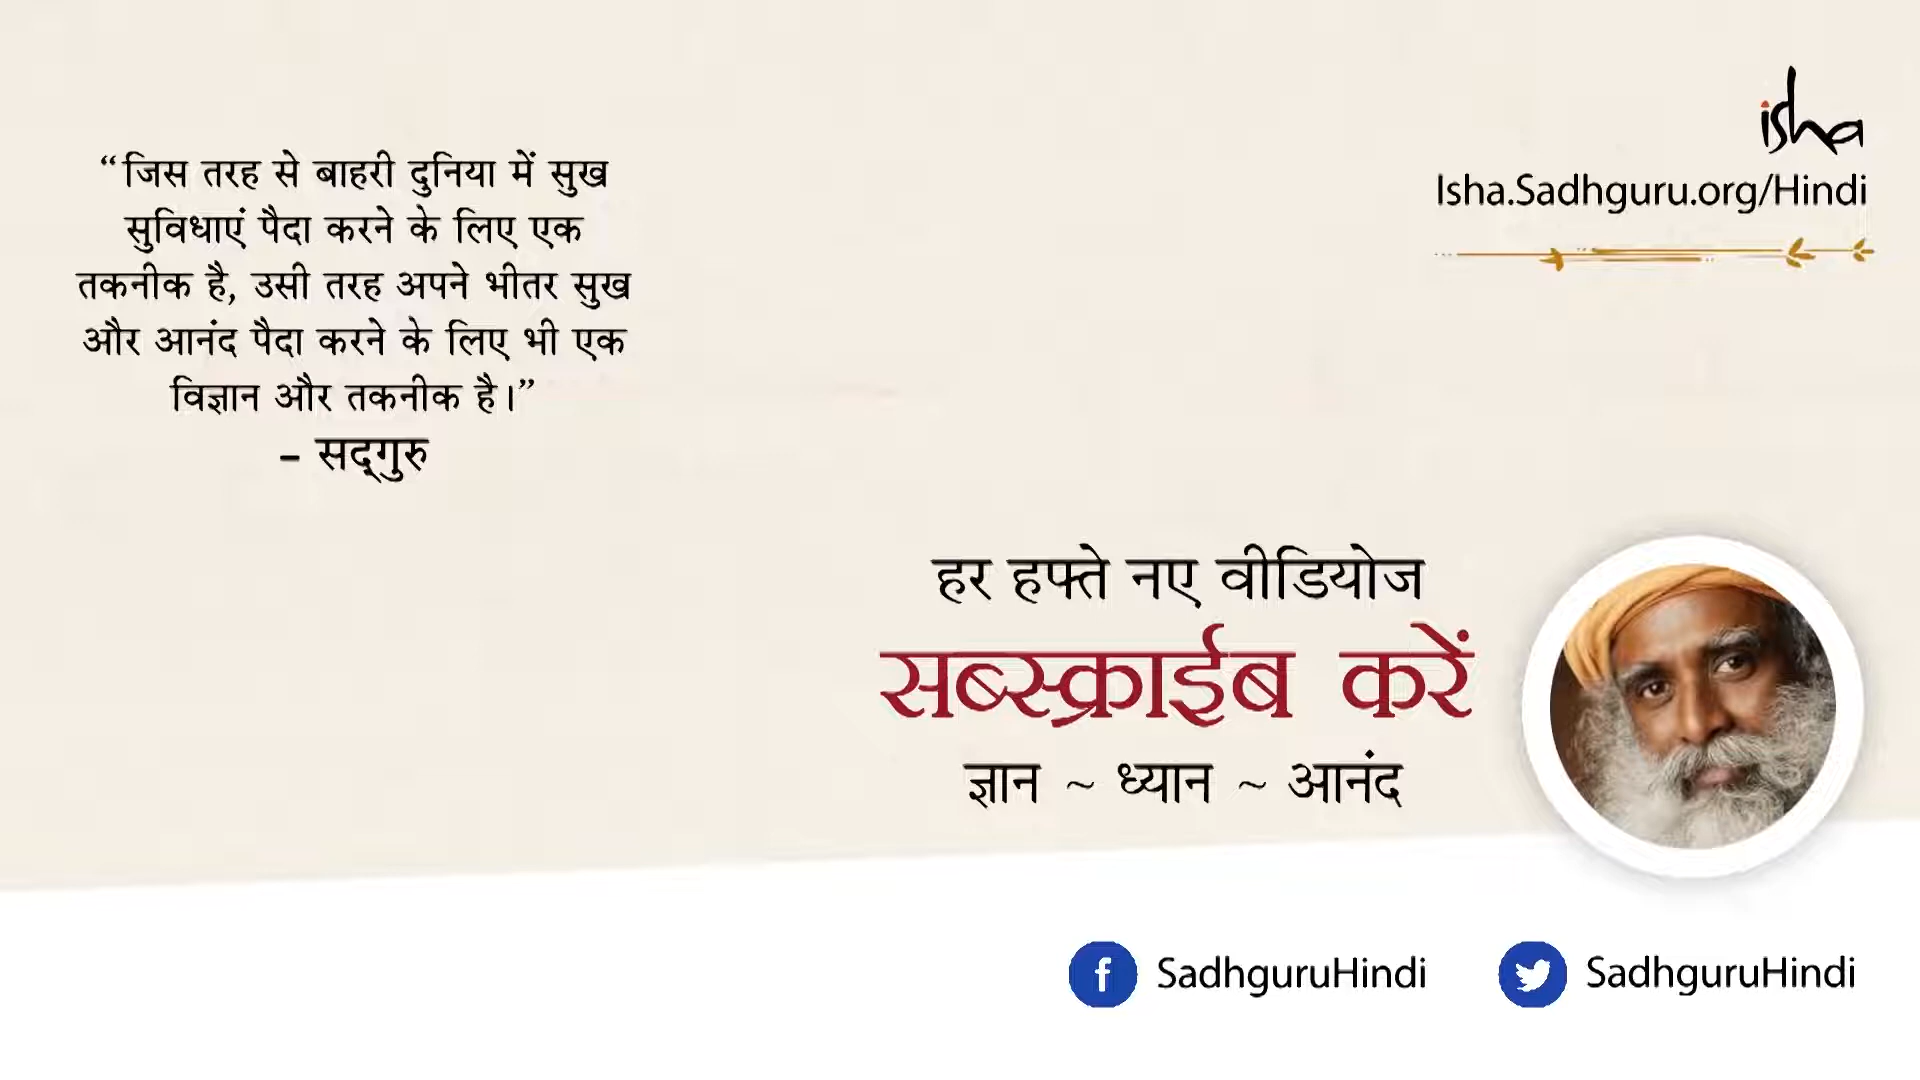 “जिस तरह से बाहरी दुनिया में सुख
सुविधाएं पैदा करने के लिए एक
तकनीक है, उसी तरह अपने भीतर सुख
और आनंद पैदा करने के लिए भी एक
विज्ञान और तकनीक है।”
– सद्‌गुरु
isha
Isha.Sadhguru.org/Hindi
हर हफ्ते नए वीडियोज
सब्स्क्राईब करें
ज्ञान ~ ध्यान ~ आनंद
SadhguruHindi
SadhguruHindi